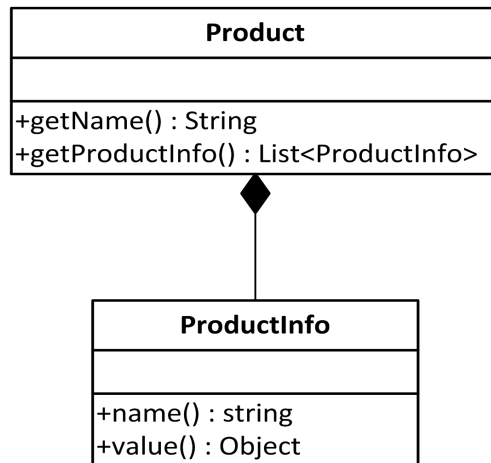 Product
+getName() : String
+getProductInfo() : List<ProductInfo>
ProductInfo
+name() : string
+value() : Object